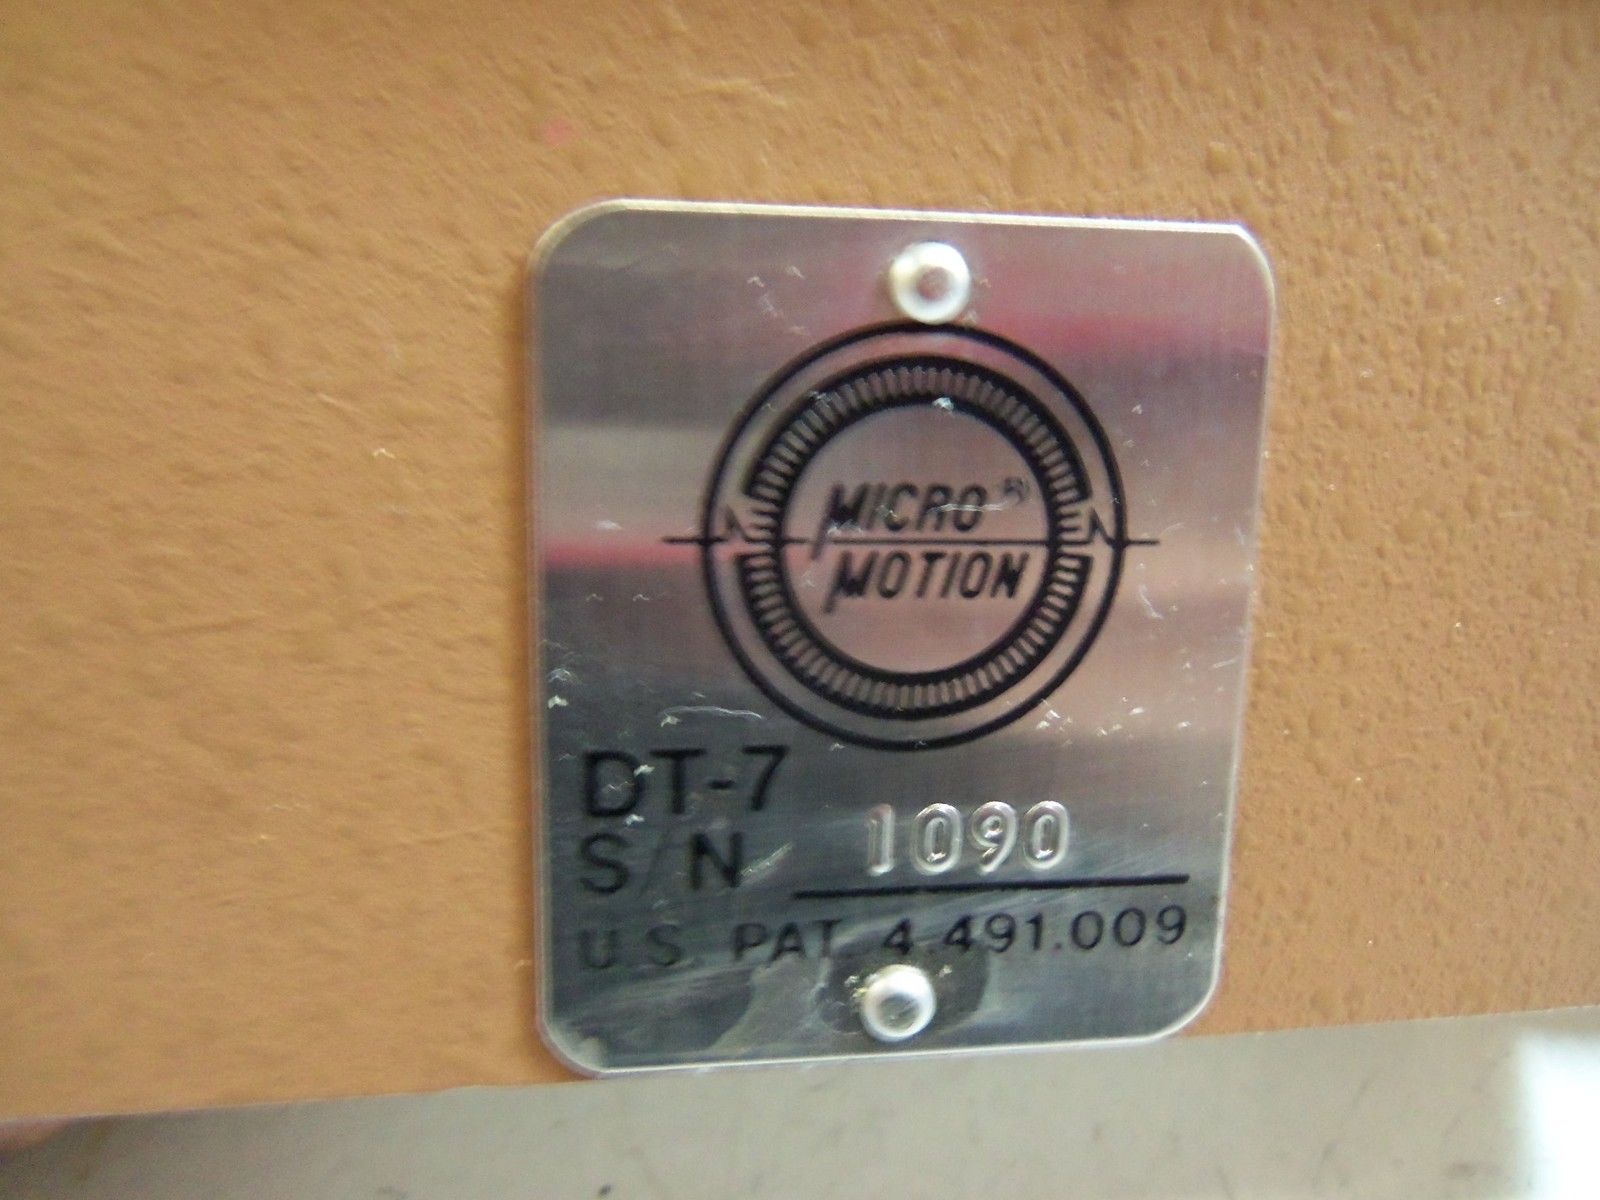 MICRO®
MOTION
DT-7
S/N 1090
U.S. PAT. 4.491.009